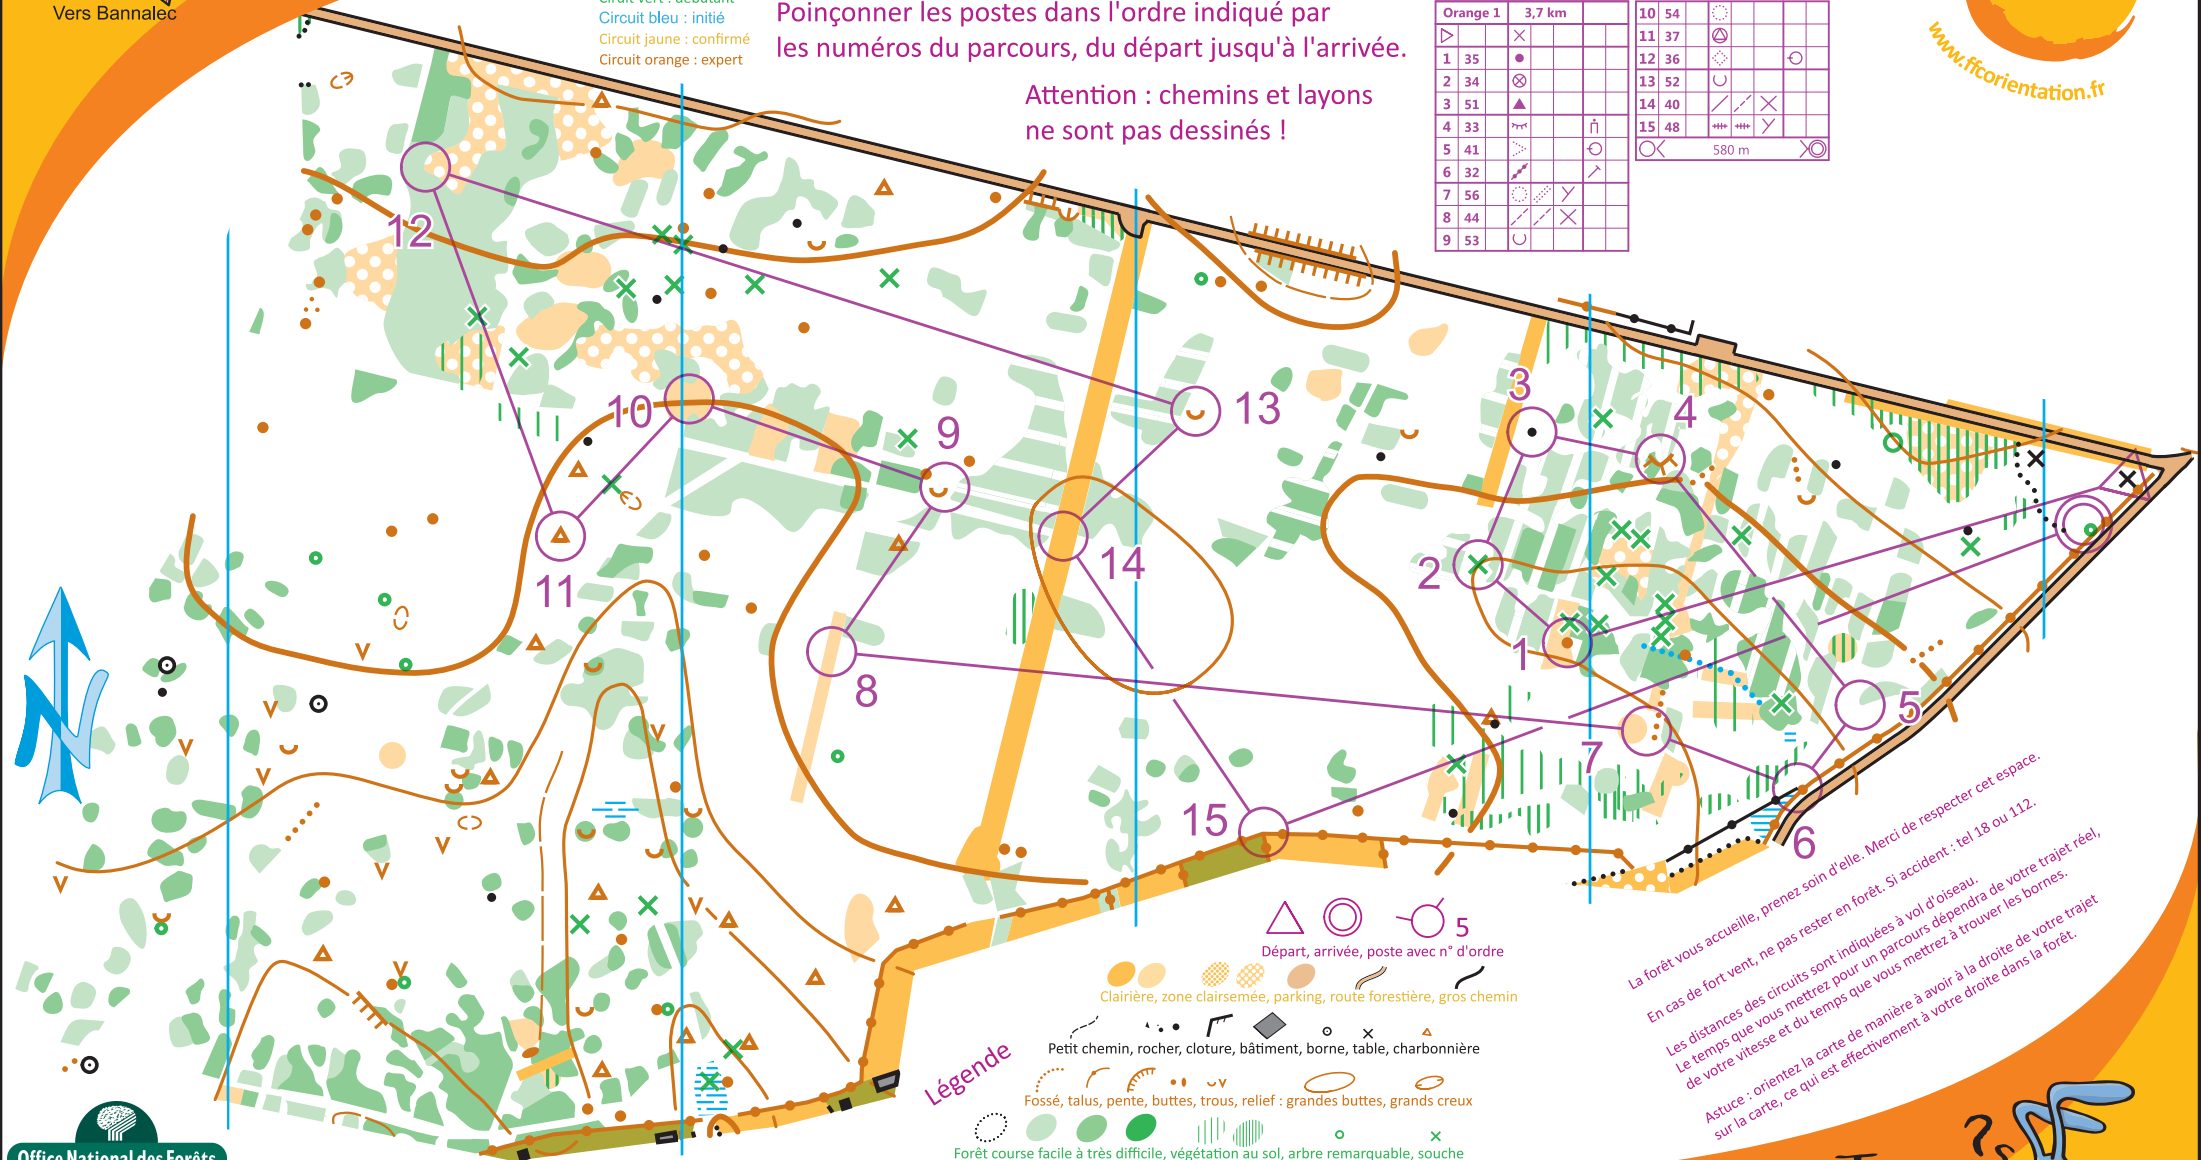 Vers Bannalec
Circuit vert : débutant
Circuit bleu : initié
Circuit jaune : confirmé
Circuit orange : expert
Poinçonner les postes dans l'ordre indiqué par
les numéros du parcours, du départ jusqu'à l'arrivée.
Attention : chemins et layons
ne sont pas dessinés !
Orange 1 3,7 km
1 35
2 34
3 51
4 33
5 41
6 32
7 56
8 44
9 53
10 54
11 37
12 36
13 52
14 40
15 48
580 m
www.ffcorientation.fr
12
10
9
13
3
4
11
14
2
1
8
7
5
15
6
N
La forêt vous accueille, prenez soin d'elle. Merci de respecter cet espace.
En cas de fort vent, ne pas rester en forêt. Si accident : tel 18 ou 112.
Les distances des circuits sont indiquées à vol d'oiseau.
Le temps que vous mettrez pour un parcours dépendra de votre trajet réel,
de votre vitesse et du temps que vous mettrez à trouver les bornes.
Astuce : orientez la carte de manière à avoir à la droite de votre trajet
sur la carte, ce qui est effectivement à votre droite dans la forêt.
5
Départ, arrivée, poste avec n° d'ordre
Clairière, zone clairsemée, parking, route forestière, gros chemin
Petit chemin, rocher, cloture, bâtiment, borne, table, charbonnière
Légende
Fossé, talus, pente, buttes, trous, relief : grandes buttes, grands creux
Forêt course facile à très difficile, végétation au sol, arbre remarquable, souche
Office National des Forêts